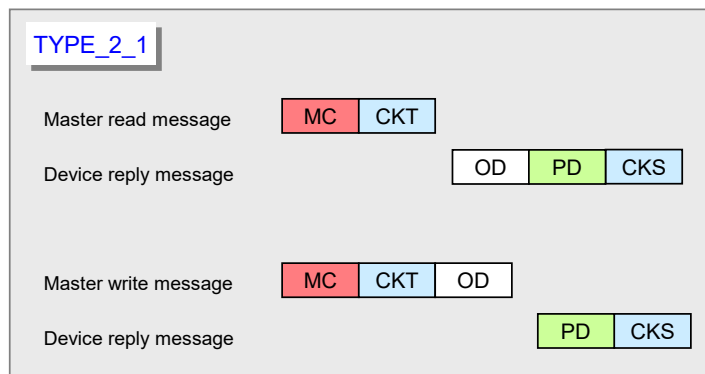 TYPE_2_1
Master read message MC CKT
Device reply message OD PD CKS
Master write message MC CKT OD
Device reply message PD CKS